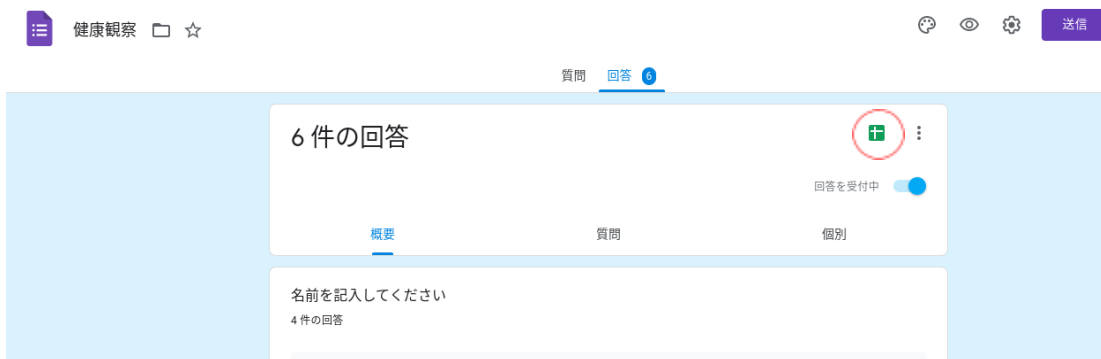 健康観察
送信
質問 回答 6
6 件の回答
回答を受付中
概要 質問 個別
名前を記入してください
4 件の回答